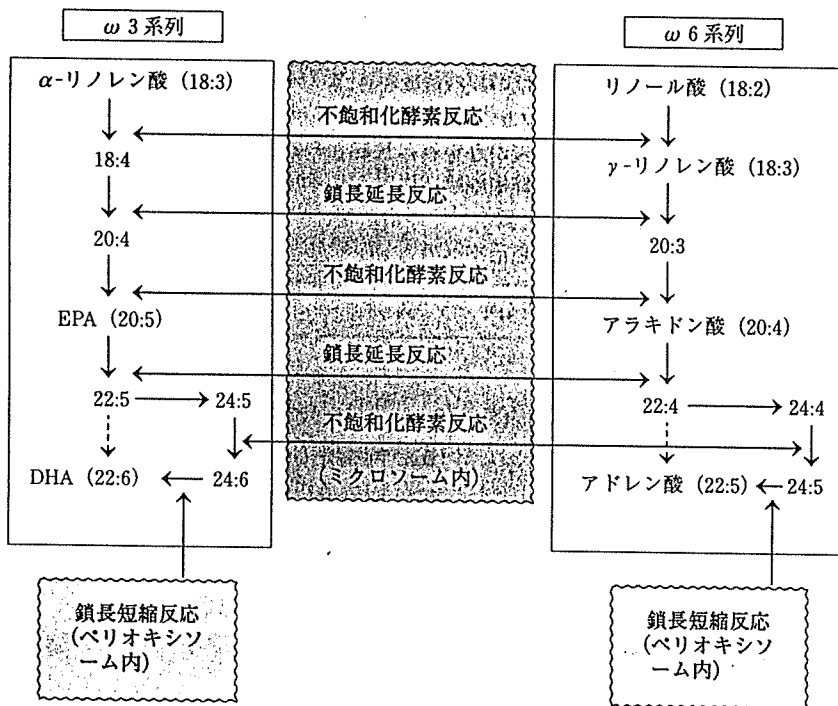 ω3系列
ω6系列
α-リノレン酸 (18:3)
18:4
20:4
EPA (20:5)
22:5
24:5
DHA (22:6)
24:6
不飽和化酵素反応
鎖長延長反応
不飽和化酵素反応
鎖長延長反応
不飽和化酵素反応
(ミクロソーム内)
リノール酸 (18:2)
γ-リノレン酸 (18:3)
20:3
アラキドン酸 (20:4)
22:4
24:4
アドレン酸 (22:5)
24:5
鎖長短縮反応
(ペリオキシソ
ーム内)
鎖長短縮反応
(ペリオキシソ
ーム内)